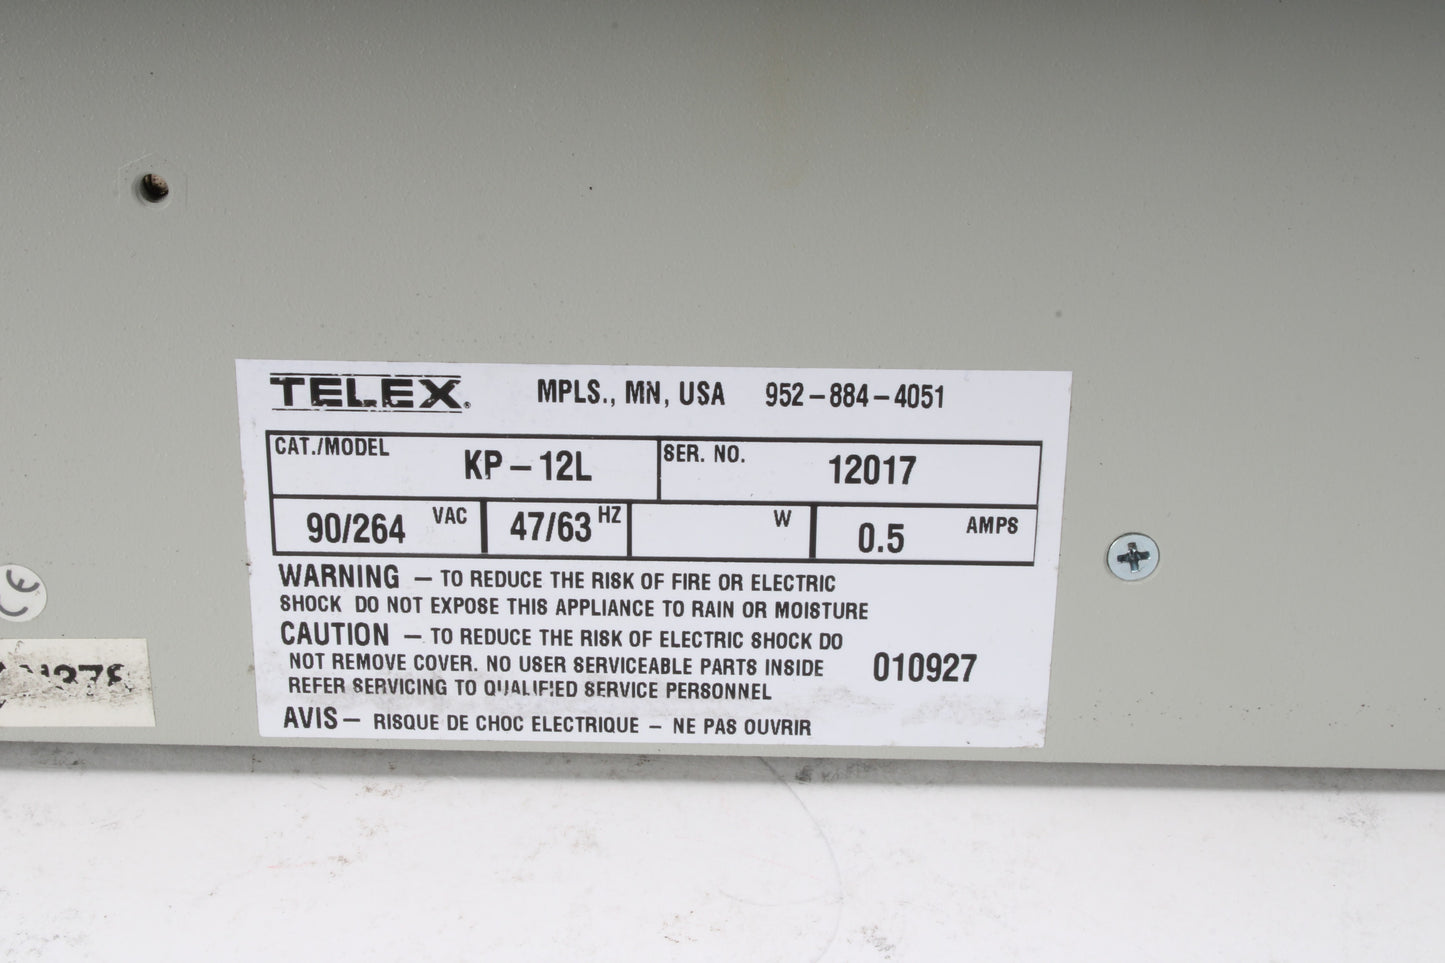 TELEX®
MPLS., MN, USA 952-884-4051
CAT./MODEL KP-12L SER. NO. 12017
90/264 VAC 47/63 HZ W 0.5 AMPS
WARNING — TO REDUCE THE RISK OF FIRE OR ELECTRIC
SHOCK DO NOT EXPOSE THIS APPLIANCE TO RAIN OR MOISTURE
CAUTION — TO REDUCE THE RISK OF ELECTRIC SHOCK DO
NOT REMOVE COVER. NO USER SERVICEABLE PARTS INSIDE
REFER SERVICING TO QUALIFIED SERVICE PERSONNEL
010927
AVIS — RISQUE DE CHOC ELECTRIQUE — NE PAS OUVRIR
CE